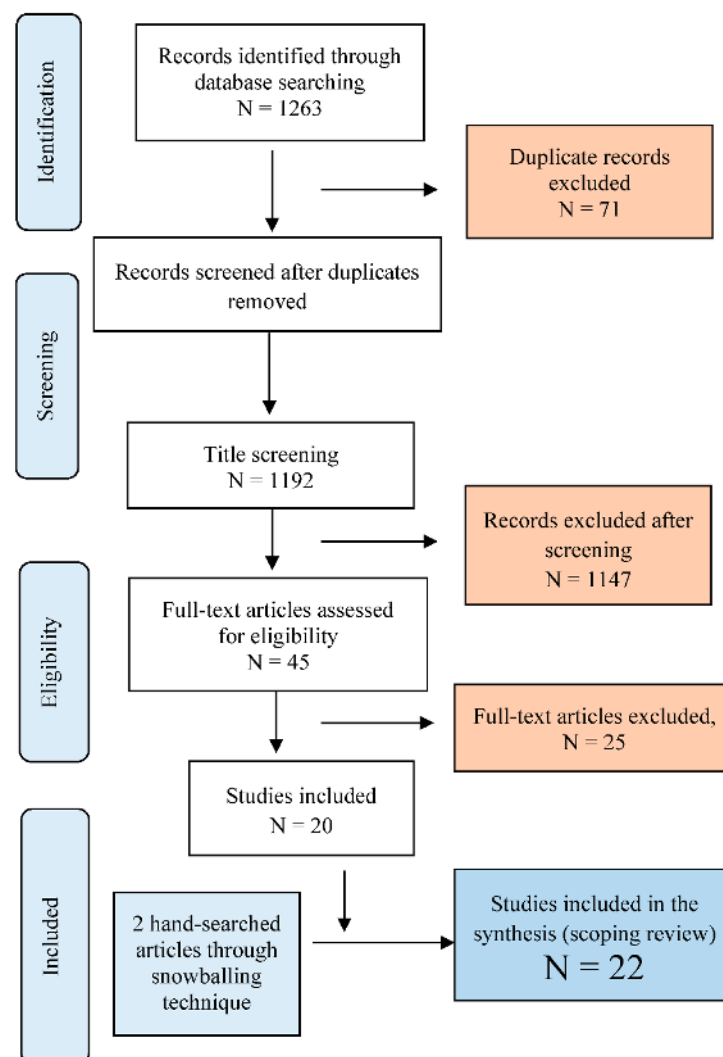 Identification
Records identified through
database searching
N = 1263
Duplicate records
excluded
N = 71
Screening
Records screened after duplicates
removed
Title screening
N = 1192
Records excluded after
screening
N = 1147
Eligibility
Full-text articles assessed
for eligibility
N = 45
Full-text articles excluded,
N = 25
Included
Studies included
N = 20
2 hand-searched
articles through
snowballing
technique
Studies included in the
synthesis (scoping review)
N = 22